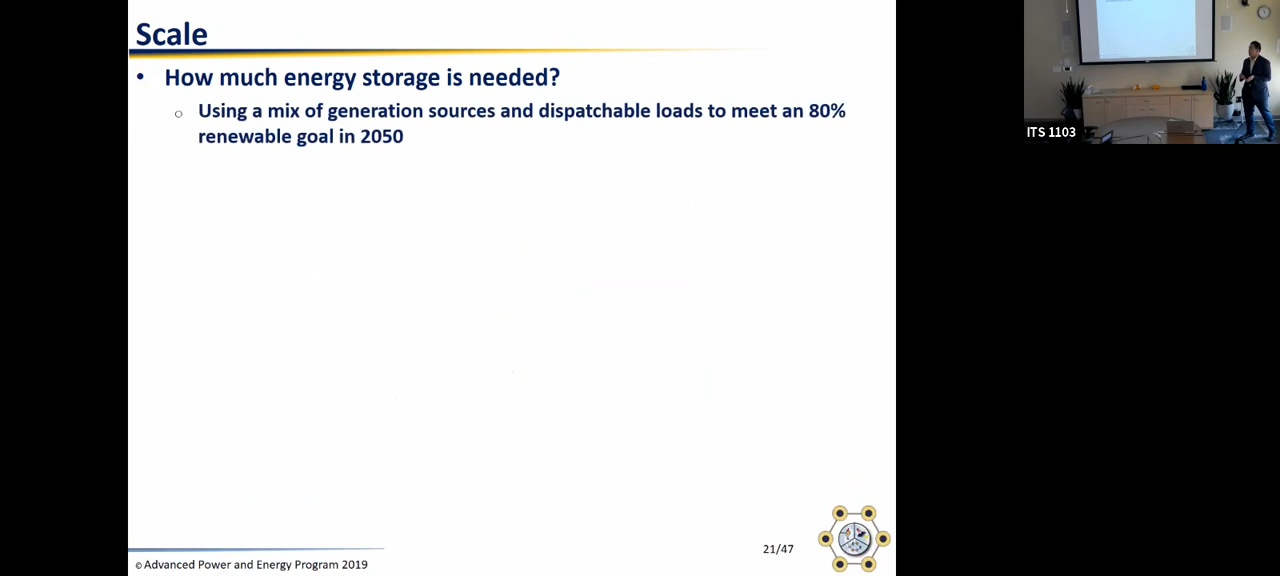 Scale
• How much energy storage is needed?
○ Using a mix of generation sources and dispatchable loads to meet an 80%
renewable goal in 2050
ITS 1103
21/47
© Advanced Power and Energy Program 2019